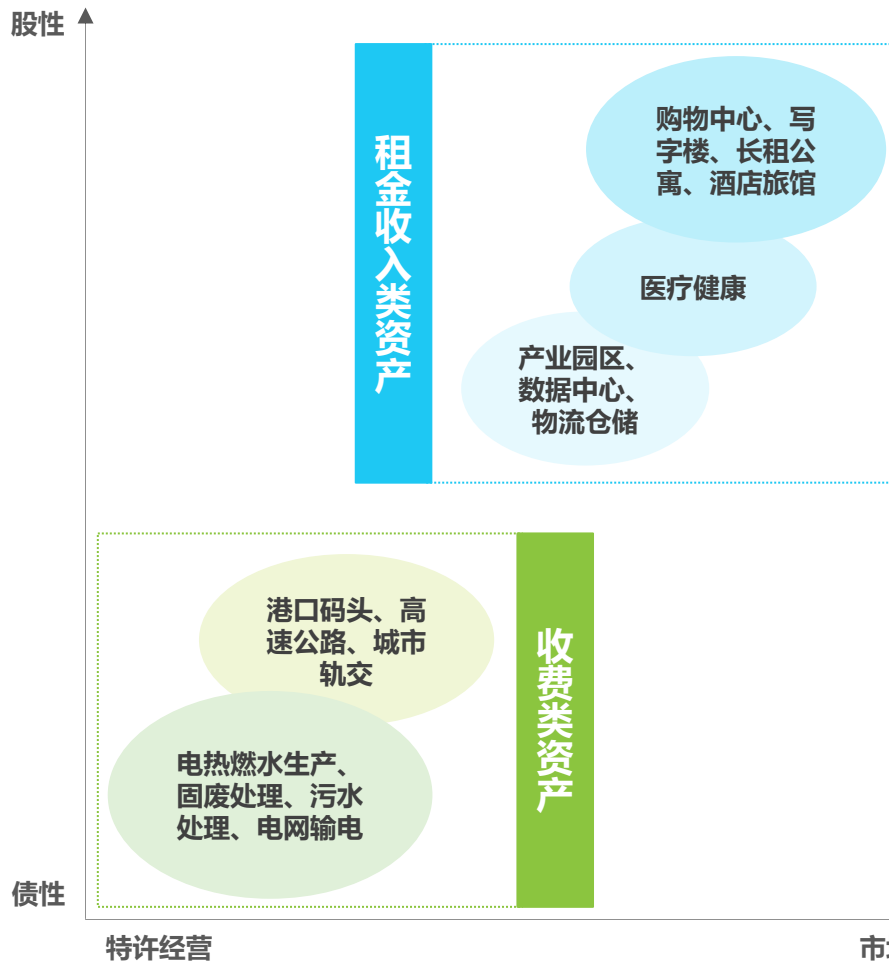 股性
租金收入类资产
购物中心、写
字楼、长租公
寓、酒店旅馆
医疗健康
产业园区、
数据中心、
物流仓储
港口码头、高
速公路、城市
轨交
收费类资产
电热燃水生产、
固废处理、污水
处理、电网输电
债性
特许经营
市